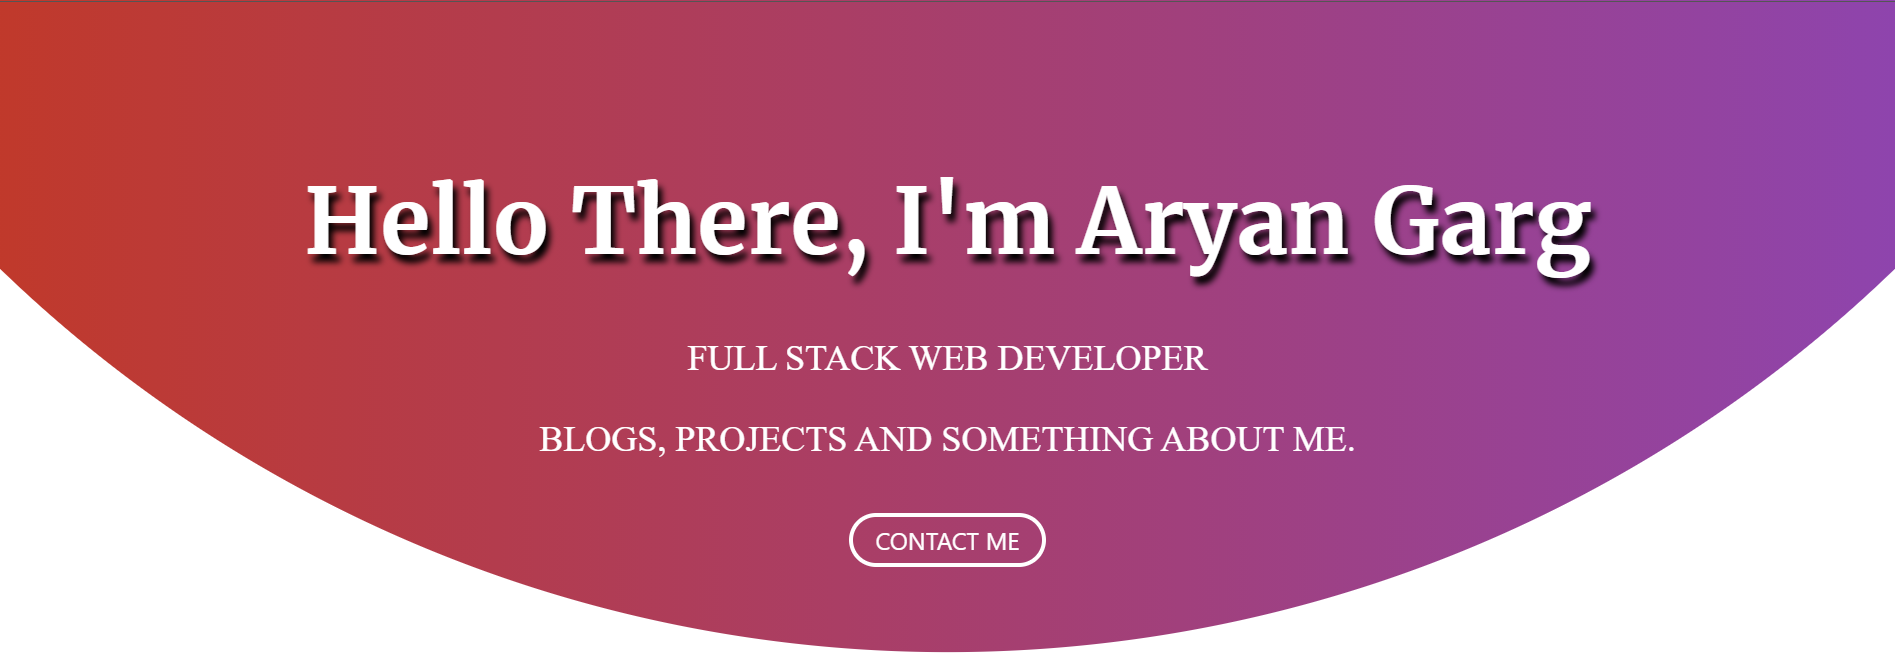 Hello There, I'm Aryan Garg
FULL STACK WEB DEVELOPER
BLOGS, PROJECTS AND SOMETHING ABOUT ME.
CONTACT ME